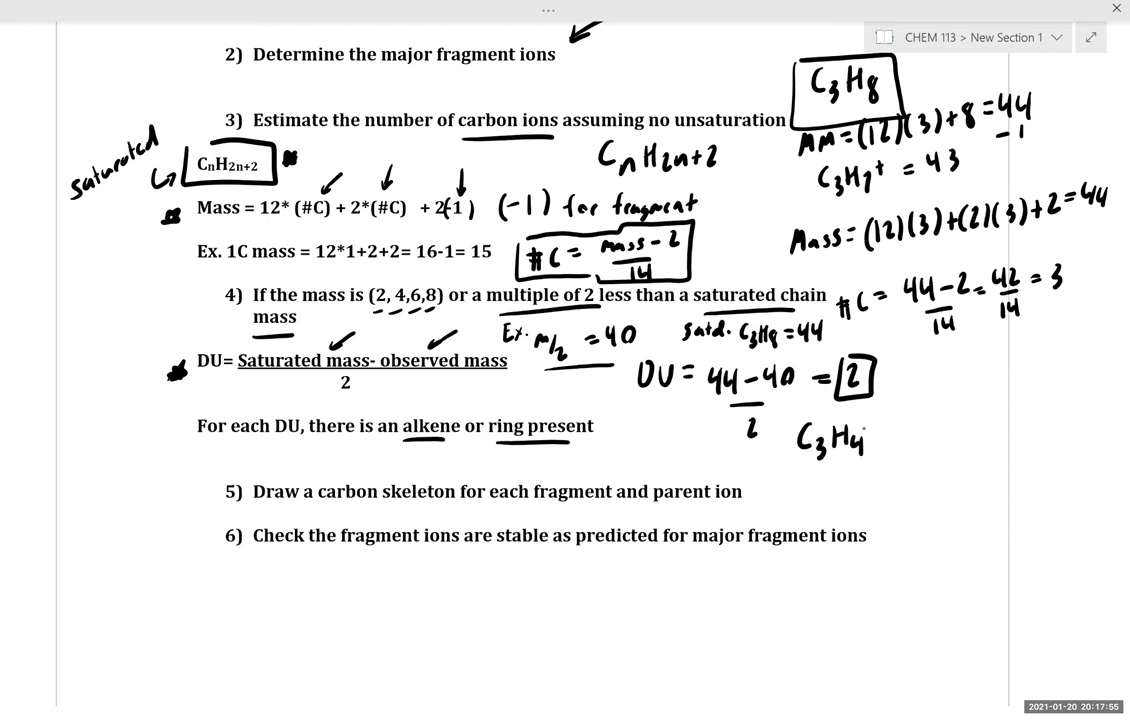 CHEM 113 > New Section 1
2) Determine the major fragment ions
C₃H₈
3) Estimate the number of carbon ions assuming no unsaturation
MM = (12)(3) + 8 = 44
- 1
saturated
CnH2n+2
CnH2n+2
C₃H₇⁺ = 43
Mass = 12* (#C) + 2*(#C) + 2(-1) (-1) for fragment
Mass = (12)(3) + (2)(3) + 2 = 44
Ex. 1C mass = 12*1+2+2= 16-1= 15
#C = mass - 2
14
4) If the mass is (2, 4,6,8) or a multiple of 2 less than a saturated chain
mass
#C = 44 - 2 = 42 = 3
14 14
Ex. m/z = 40 Satd. C₃H₈ = 44
DU= Saturated mass- observed mass
2
DU = 44 - 40 = 2
2
For each DU, there is an alkene or ring present
C₃H₄
5) Draw a carbon skeleton for each fragment and parent ion
6) Check the fragment ions are stable as predicted for major fragment ions
2021-01-20 20:17:55